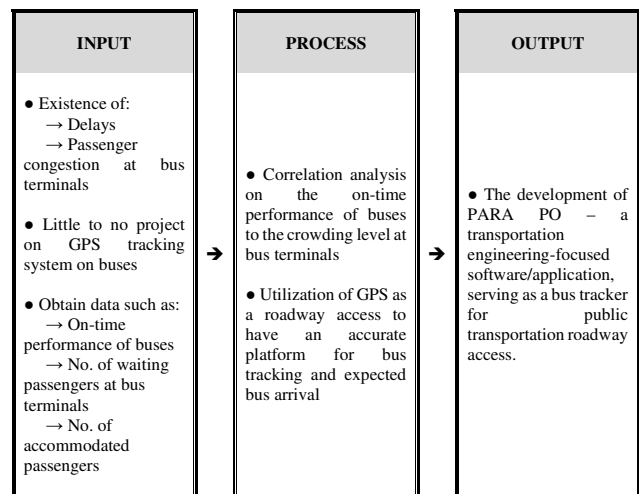 INPUT
● Existence of:
→ Delays
→ Passenger
congestion at bus
terminals
● Little to no project
on GPS tracking
system on buses
● Obtain data such as:
→ On-time
performance of buses
→ No. of waiting
passengers at bus
terminals
→ No. of
accommodated
passengers
➔
PROCESS
● Correlation analysis
on the on-time
performance of buses
to the crowding level at
bus terminals
● Utilization of GPS as
a roadway access to
have an accurate
platform for bus
tracking and expected
bus arrival
➔
OUTPUT
● The development of
PARA PO – a
transportation
engineering-focused
software/application,
serving as a bus tracker
for public
transportation roadway
access.